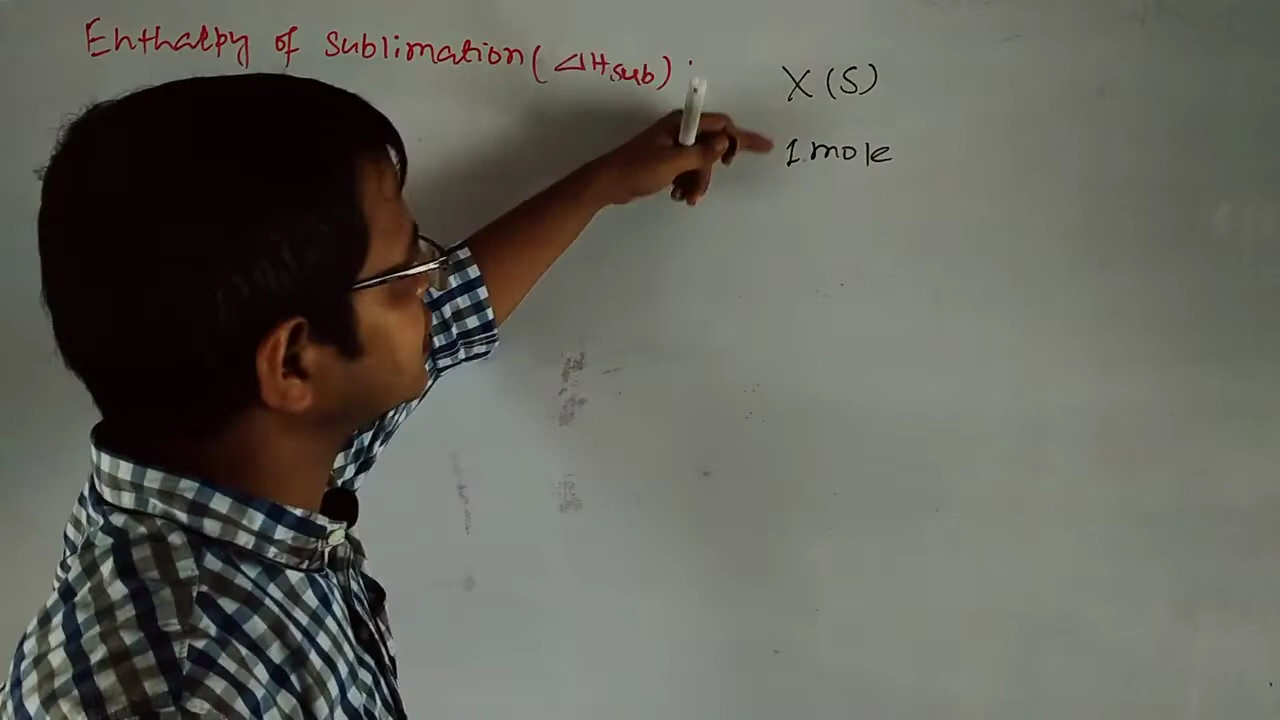 Enthalpy of sublimation (ΔHsub) :
X (S)
1 mole